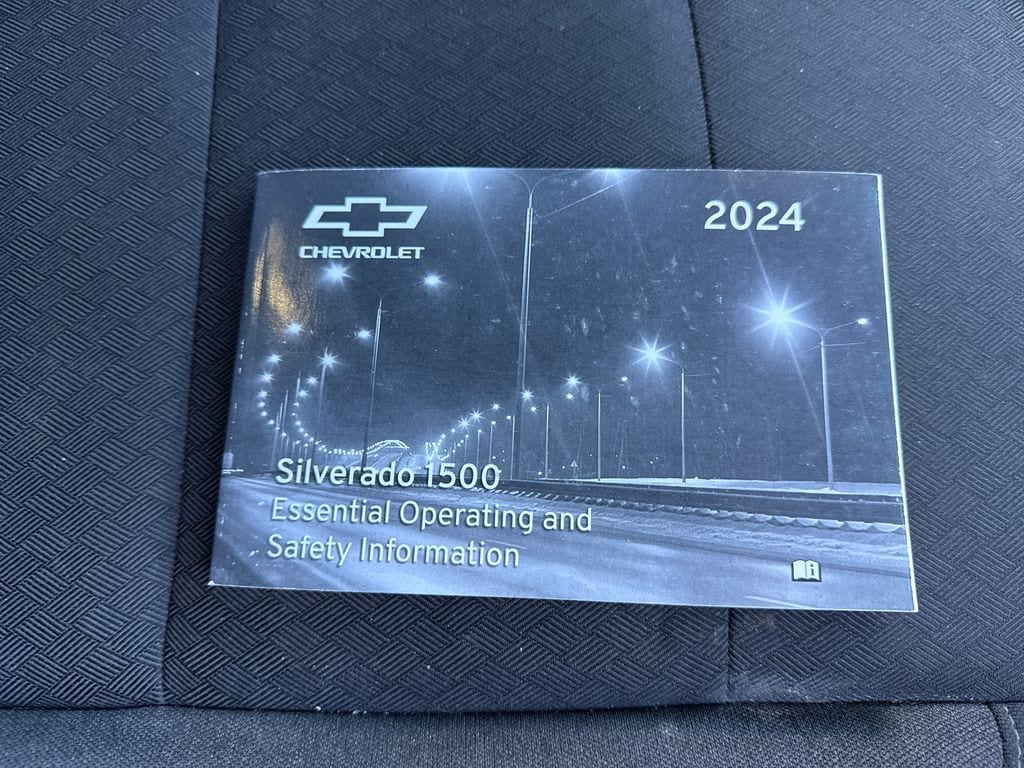 CHEVROLET
2024
Silverado 1500
Essential Operating and
Safety Information